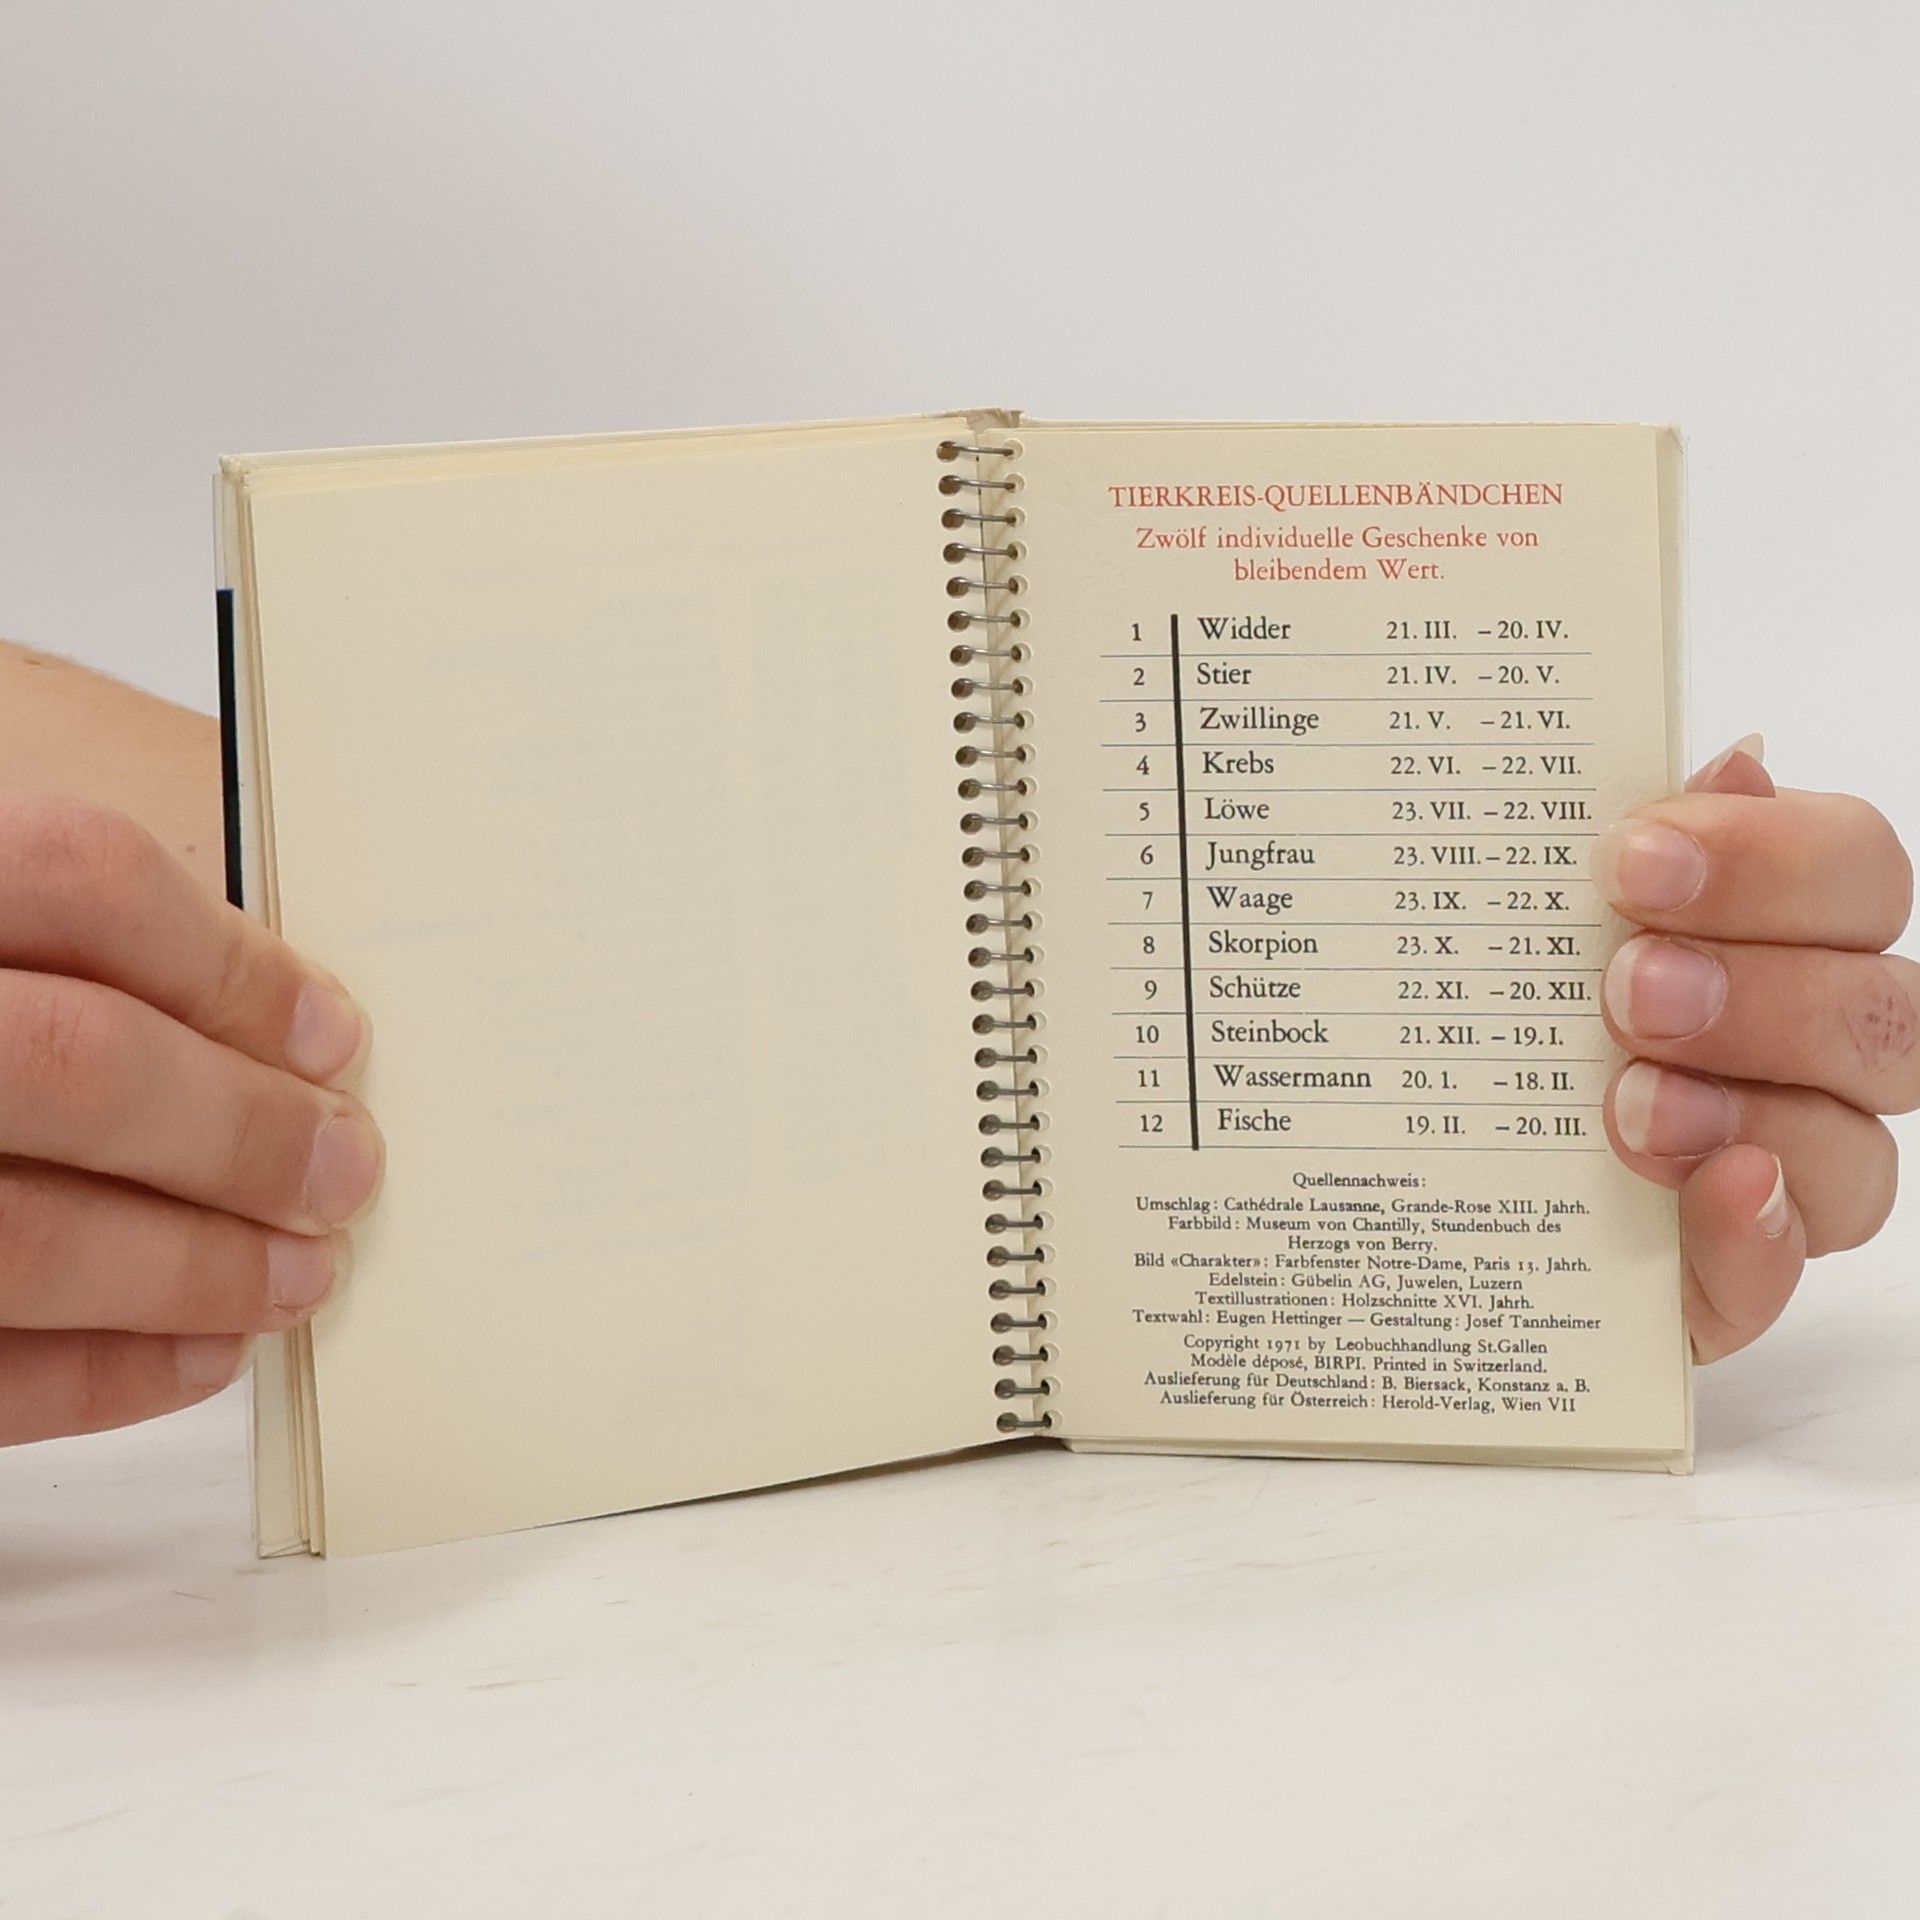 TIERKREIS-QUELLENBÄNDCHEN
Zwölf individuelle Geschenke von
bleibendem Wert.
1 Widder 21. III. – 20. IV.
2 Stier 21. IV. – 20. V.
3 Zwillinge 21. V. – 21. VI.
4 Krebs 22. VI. – 22. VII.
5 Löwe 23. VII. – 22. VIII.
6 Jungfrau 23. VIII. – 22. IX.
7 Waage 23. IX. – 22. X.
8 Skorpion 23. X. – 21. XI.
9 Schütze 22. XI. – 20. XII.
10 Steinbock 21. XII. – 19. I.
11 Wassermann 20. 1. – 18. II.
12 Fische 19. II. – 20. III.
Quellennachweis:
Umschlag: Cathédrale Lausanne, Grande-Rose XIII. Jahrh.
Farbbild: Museum von Chantilly, Stundenbuch des
Herzogs von Berry.
Bild «Charakter»: Farbfenster Notre-Dame, Paris 13. Jahrh.
Edelstein: Gübelin AG, Juwelen, Luzern
Textillustrationen: Holzschnitte XVI. Jahrh.
Textwahl: Eugen Hettinger — Gestaltung: Josef Tannheimer
Copyright 1971 by Leobuchhandlung St.Gallen
Modèle déposé, BIRPI. Printed in Switzerland.
Auslieferung für Deutschland: B. Biersack, Konstanz a. B.
Auslieferung für Österreich: Herold-Verlag, Wien VII